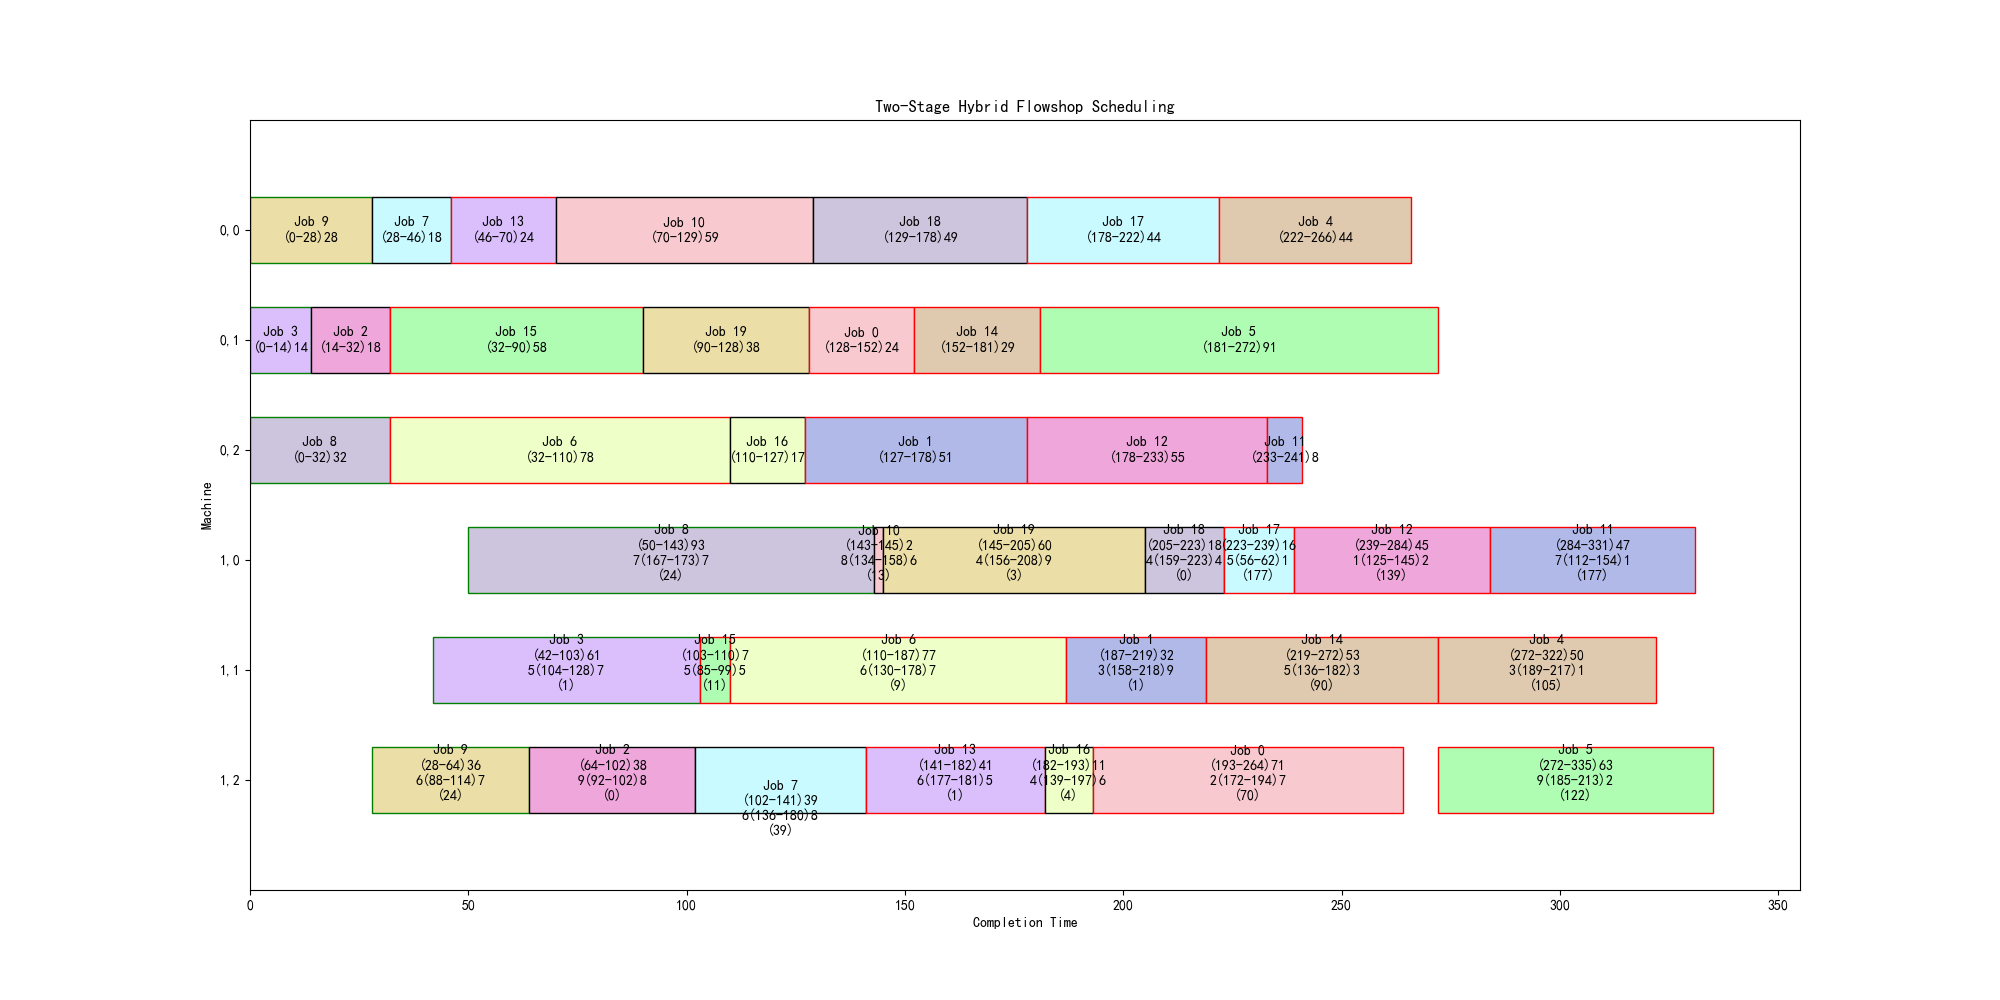 Two-Stage Hybrid Flowshop Scheduling
Machine
0,0
Job 9
(0-28)28
Job 7
(28-46)18
Job 13
(46-70)24
Job 10
(70-129)59
Job 18
(129-178)49
Job 17
(178-222)44
Job 4
(222-266)44
0,1
Job 3
(0-14)14
Job 2
(14-32)18
Job 15
(32-90)58
Job 19
(90-128)38
Job 0
(128-152)24
Job 14
(152-181)29
Job 5
(181-272)91
0,2
Job 8
(0-32)32
Job 6
(32-110)78
Job 16
(110-127)17
Job 1
(127-178)51
Job 12
(178-233)55
Job 11
(233-241)8
1,0
Job 8
(50-143)93
7(167-173)7
(24)
Job 10
(143-145)2
8(134-158)6
(13)
Job 19
(145-205)60
4(156-208)9
(3)
Job 18
(205-223)18
4(159-223)4
(0)
Job 17
(223-239)16
5(56-62)1
(177)
Job 12
(239-284)45
1(125-145)2
(139)
Job 11
(284-331)47
7(112-154)1
(177)
1,1
Job 3
(42-103)61
5(104-128)7
(1)
Job 15
(103-110)7
5(85-99)5
(11)
Job 6
(110-187)77
6(130-178)7
(9)
Job 1
(187-219)32
3(158-218)9
(1)
Job 14
(219-272)53
5(136-182)3
(90)
Job 4
(272-322)50
3(189-217)1
(105)
1,2
Job 9
(28-64)36
6(88-114)7
(24)
Job 2
(64-102)38
9(92-102)8
(0)
Job 7
(102-141)39
6(136-180)8
(39)
Job 13
(141-182)41
6(177-181)5
(1)
Job 16
(182-193)11
4(139-197)6
(4)
Job 0
(193-264)71
2(172-194)7
(70)
Job 5
(272-335)63
9(185-213)2
(122)
0 50 100 150 200 250 300 350
Completion Time